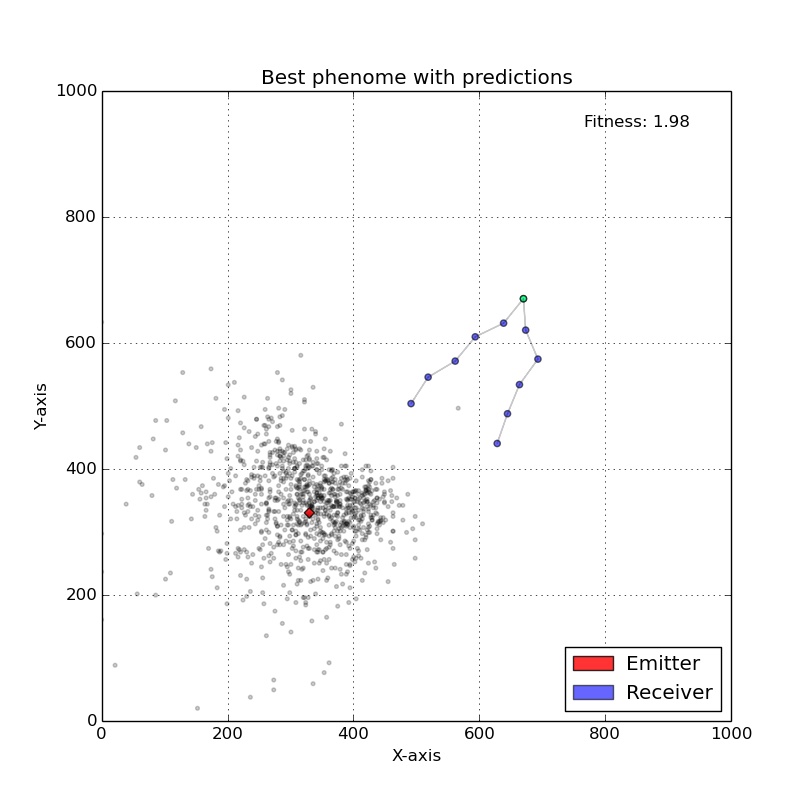 Best phenome with predictions
Fitness: 1.98
1000
800
600
400
200
0
Y-axis
0 200 400 600 800 1000
X-axis
Emitter
Receiver